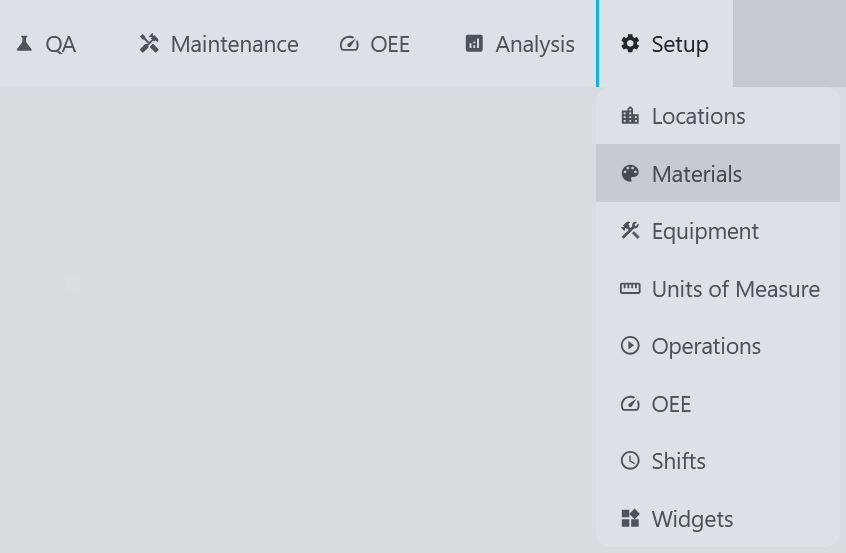 QA Maintenance OEE Analysis Setup
Locations
Materials
Equipment
Units of Measure
Operations
OEE
Shifts
Widgets